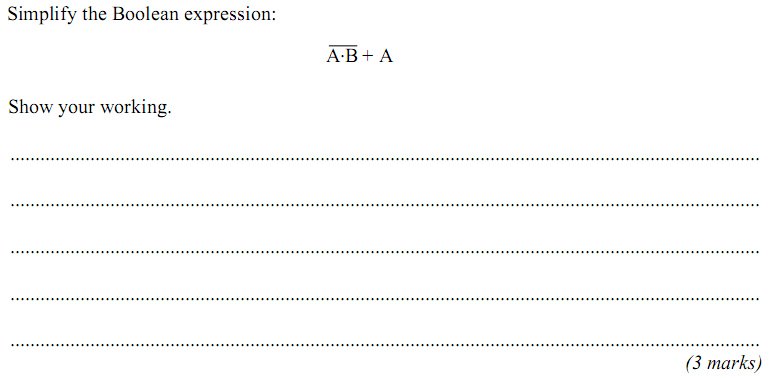 Simplify the Boolean expression:
A̅·̅B̅ + A
Show your working.
................................................................................
................................................................................
................................................................................
................................................................................
................................................................................
(3 marks)